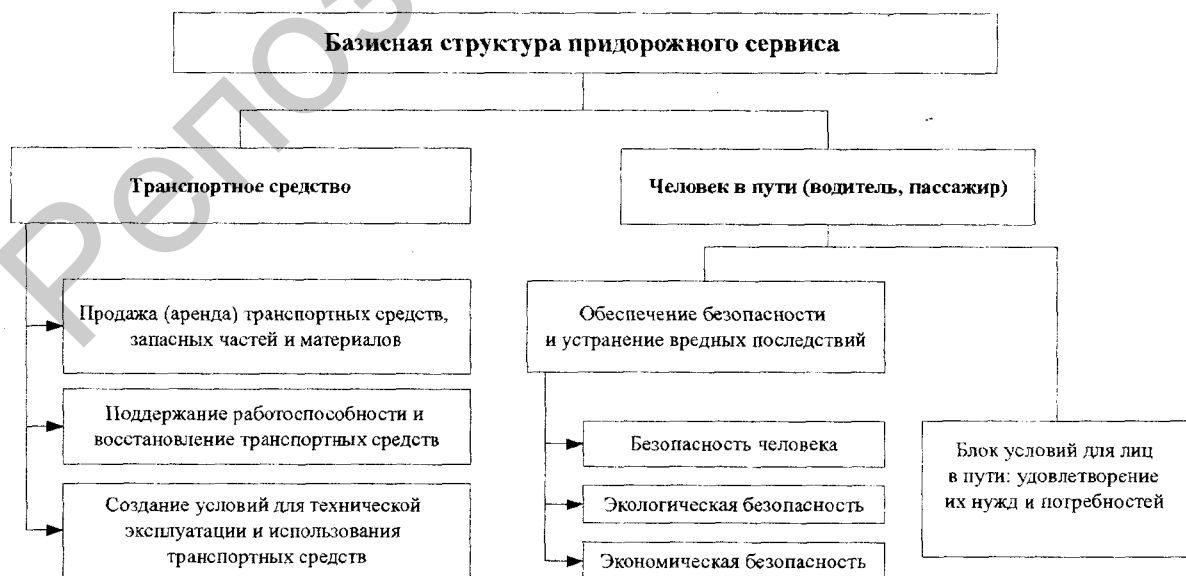 Базисная структура придорожного сервиса
Транспортное средство
Человек в пути (водитель, пассажир)
Продажа (аренда) транспортных средств,
запасных частей и материалов
Поддержание работоспособности и
восстановление транспортных средств
Создание условий для технической
эксплуатации и использования
транспортных средств
Обеспечение безопасности
и устранение вредных последствий
Безопасность человека
Экологическая безопасность
Экономическая безопасность
Блок условий для лиц
в пути: удовлетворение
их нужд и потребностей